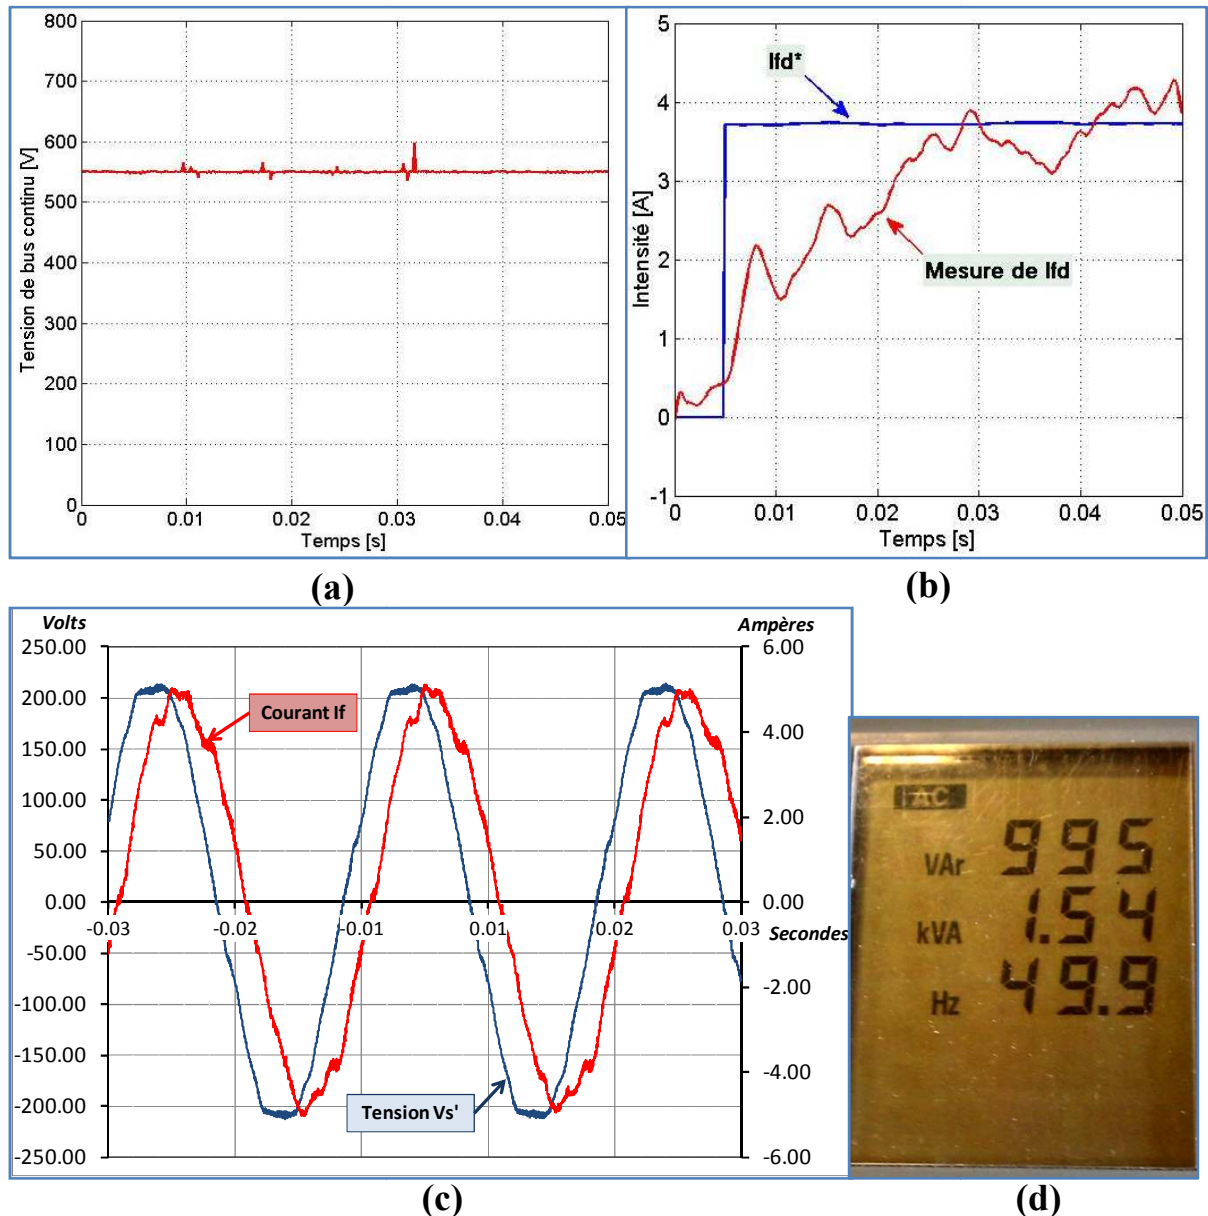 800
700
600
500
400
300
200
100
0
0
0.01
0.02
0.03
0.04
0.05
Tension de bus continu [V]
Temps [s]
(a)
5
4
3
2
1
0
-1
0
0.01
0.02
0.03
0.04
0.05
Intensité [A]
Temps [s]
Ifd*
Mesure de Ifd
(b)
Volts
Ampères
250.00
200.00
150.00
100.00
50.00
0.00
-50.00
-100.00
-150.00
-200.00
-250.00
6.00
4.00
2.00
0.00
-2.00
-4.00
-6.00
-0.03
-0.02
-0.01
0.01
0.02
0.03
Secondes
Courant If
Tension Vs'
(c)
AC
VAr 995
kVA 1.54
Hz 49.9
(d)